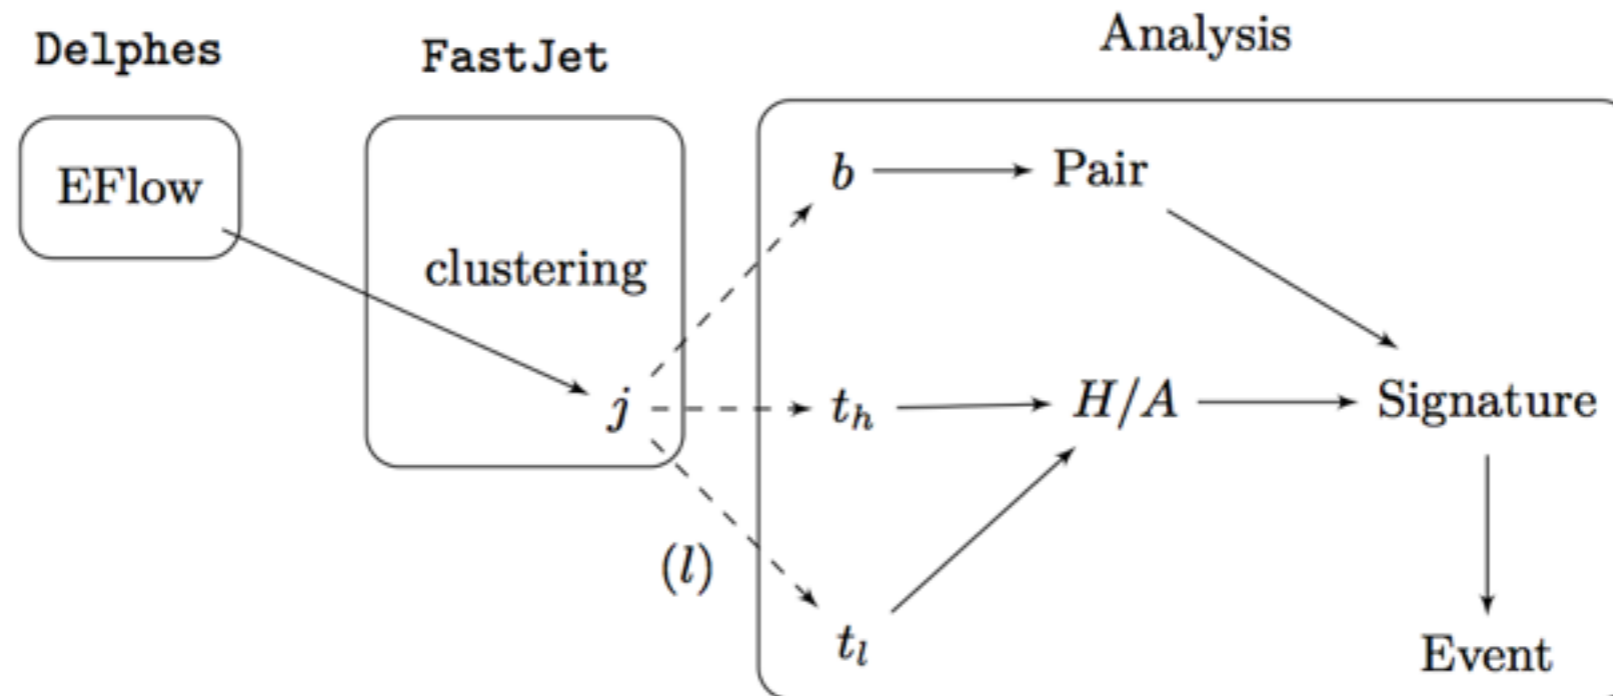 Delphes
FastJet
Analysis
EFlow
clustering
j
b
Pair
t_h
H/A
Signature
(l)
t_l
Event